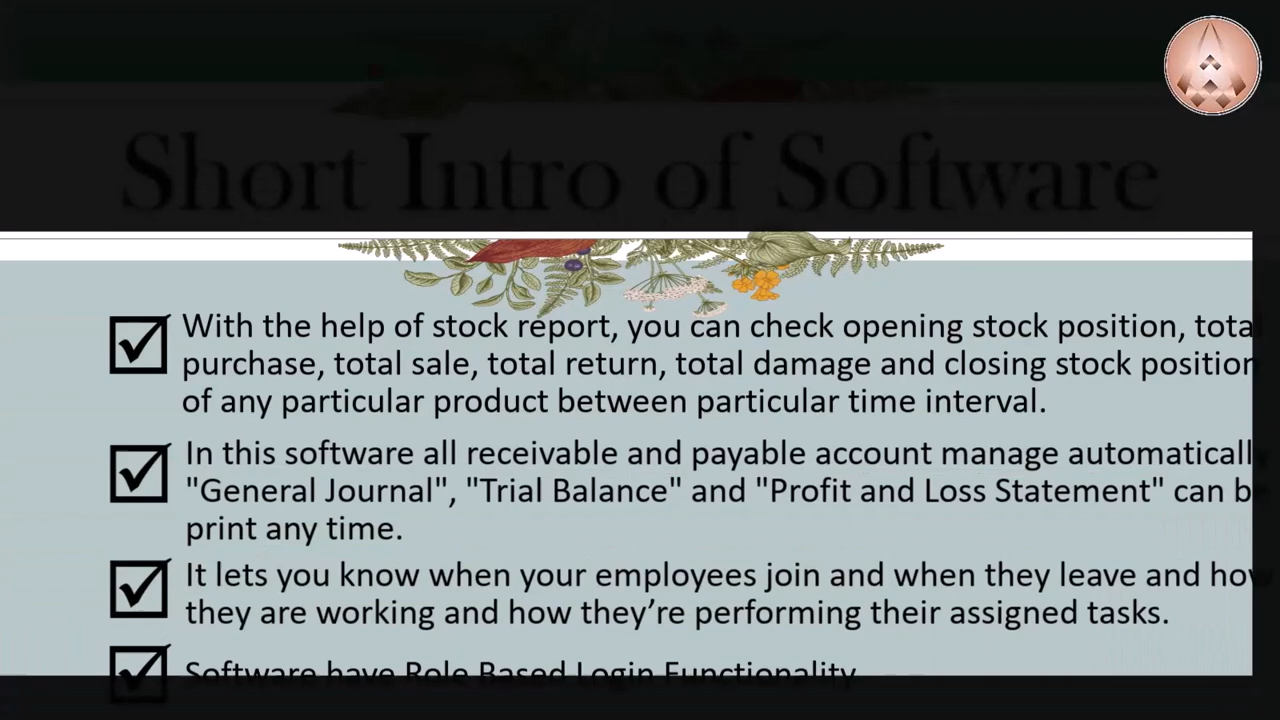 Short Intro of Software
With the help of stock report, you can check opening stock position, total
purchase, total sale, total return, total damage and closing stock position
of any particular product between particular time interval.
In this software all receivable and payable account manage automatically
"General Journal", "Trial Balance" and "Profit and Loss Statement" can be
print any time.
It lets you know when your employees join and when they leave and how
they are working and how they’re performing their assigned tasks.
Software have Role Based Login Functionality